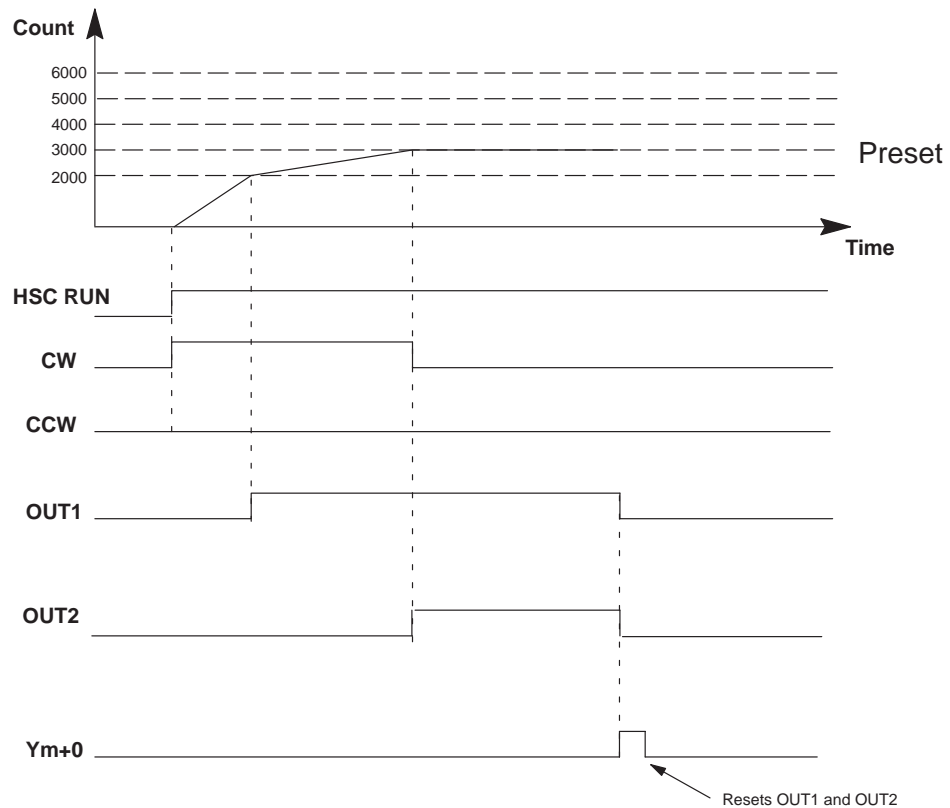 Count
6000
5000
4000
3000
Preset
2000
Time
HSC RUN
CW
CCW
OUT1
OUT2
Ym+0
Resets OUT1 and OUT2